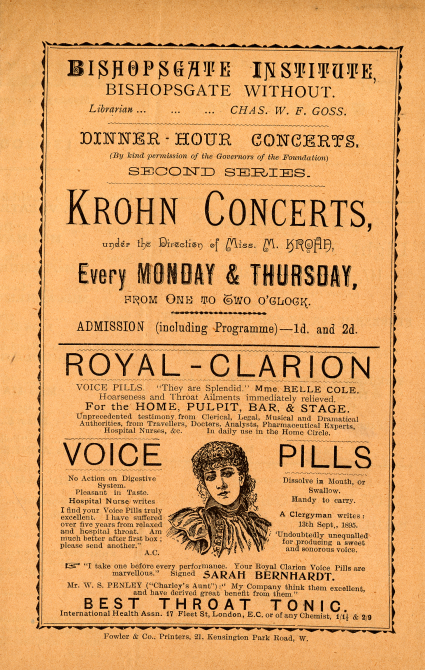 BISHOPSGATE INSTITUTE,
BISHOPSGATE WITHOUT.
Librarian ... ... ... CHAS. W. F. GOSS.
DINNER-HOUR CONCERTS.
(By kind permission of the Governors of the Foundation)
SECOND SERIES.
KROHN CONCERTS,
under the Direction of Miss. M. KROHN,
Every MONDAY & THURSDAY,
FROM ONE TO TWO O'CLOCK.
ADMISSION (including Programme)—1d. and 2d.
ROYAL-CLARION
VOICE PILLS. "They are Splendid." Mme. BELLE COLE.
Hoarseness and Throat Ailments immediately relieved.
For the HOME, PULPIT, BAR, & STAGE.
Unprecedented testimony from Clerical, Legal, Musical and Dramatical
Authorities, from Travellers, Doctors, Analysts, Pharmaceutical Experts,
Hospital Nurses, &c. In daily use in the Home Circle.
VOICE PILLS
No Action on Digestive
System.
Pleasant in Taste.
Hospital Nurse writes
I find your Voice Pills truly
excellent. I have suffered
over five years from relaxed
and hospital throat. Am
much better after first box;
please send another."
A.C.
Dissolve in Mouth, or
Swallow.
Handy to carry.
A Clergyman writes:
13th Sept., 1895.
'Undoubtedly unequalled
for producing a sweet
and sonorous voice.
☞ "I take one before every performance. Your Royal Clarion Voice Pills are
marvellous." Signed SARAH BERNHARDT.
Mr. W. S. PENLEY ("Charley's Aunt"):" My Company think them excellent,
and have derived great benefit from them"
BEST THROAT TONIC.
International Health Assn. 17 Fleet St, London, E.C. or of any Chemist, 1/1½ & 2/9
Fowler & Co., Printers, 21, Kensington Park Road, W.